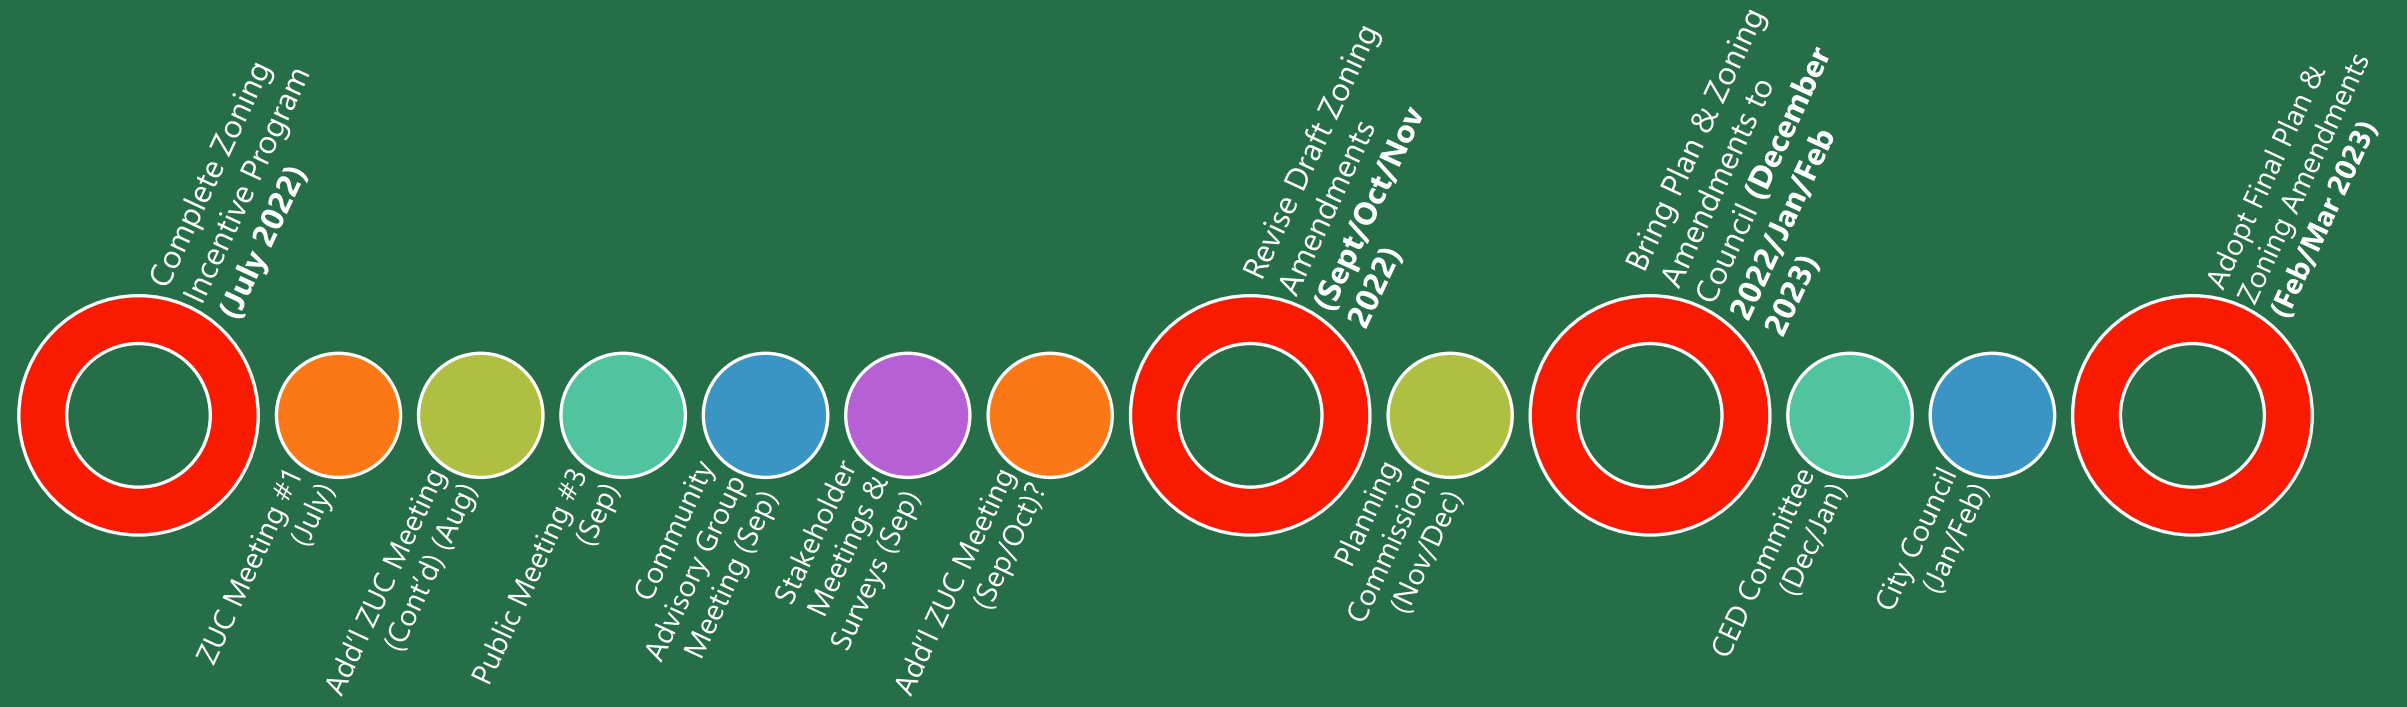 Complete Zoning
Incentive Program
(July 2022)
ZUC Meeting #1
(July)
Add'l ZUC Meeting
(Cont'd) (Aug)
Public Meeting #3
(Sep)
Community
Advisory Group
Meeting (Sep)
Stakeholder
Meetings &
Surveys (Sep)
Add'l ZUC Meeting
(Sep/Oct)?
Revise Draft Zoning
Amendments
(Sept/Oct/Nov
2022)
Planning
Commission
(Nov/Dec)
Bring Plan & Zoning
Amendments to
Council (December
2022/Jan/Feb
2023)
CED Committee
(Dec/Jan)
City Council
(Jan/Feb)
Adopt Final Plan &
Zoning Amendments
(Feb/Mar 2023)